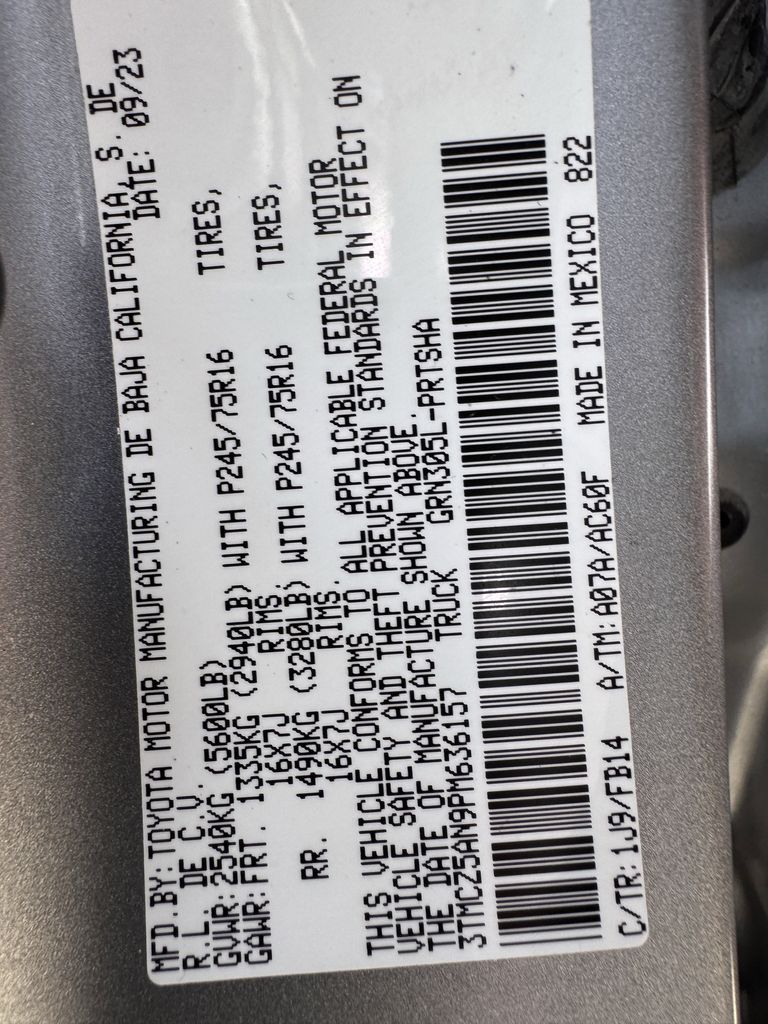 MFD.BY: TOYOTA MOTOR MANUFACTURING DE BAJA CALIFORNIA, S. DE
R.L. DE C.V. DATE: 09/23
GVWR: 2540KG (5600LB)
GAWR: FRT. 1335KG (2940LB) WITH P245/75R16 TIRES,
16X7J RIMS.
RR. 1490KG (3280LB) WITH P245/75R16 TIRES,
16X7J RIMS.
THIS VEHICLE CONFORMS TO ALL APPLICABLE FEDERAL MOTOR
VEHICLE SAFETY AND THEFT PREVENTION STANDARDS IN EFFECT ON
THE DATE OF MANUFACTURE SHOWN ABOVE.
3TMCZ5AN9PM636157 TRUCK GRN305L-PRTSHA
C/TR: 1J9/FB14 A/TM: A07A/AC60F MADE IN MEXICO 822